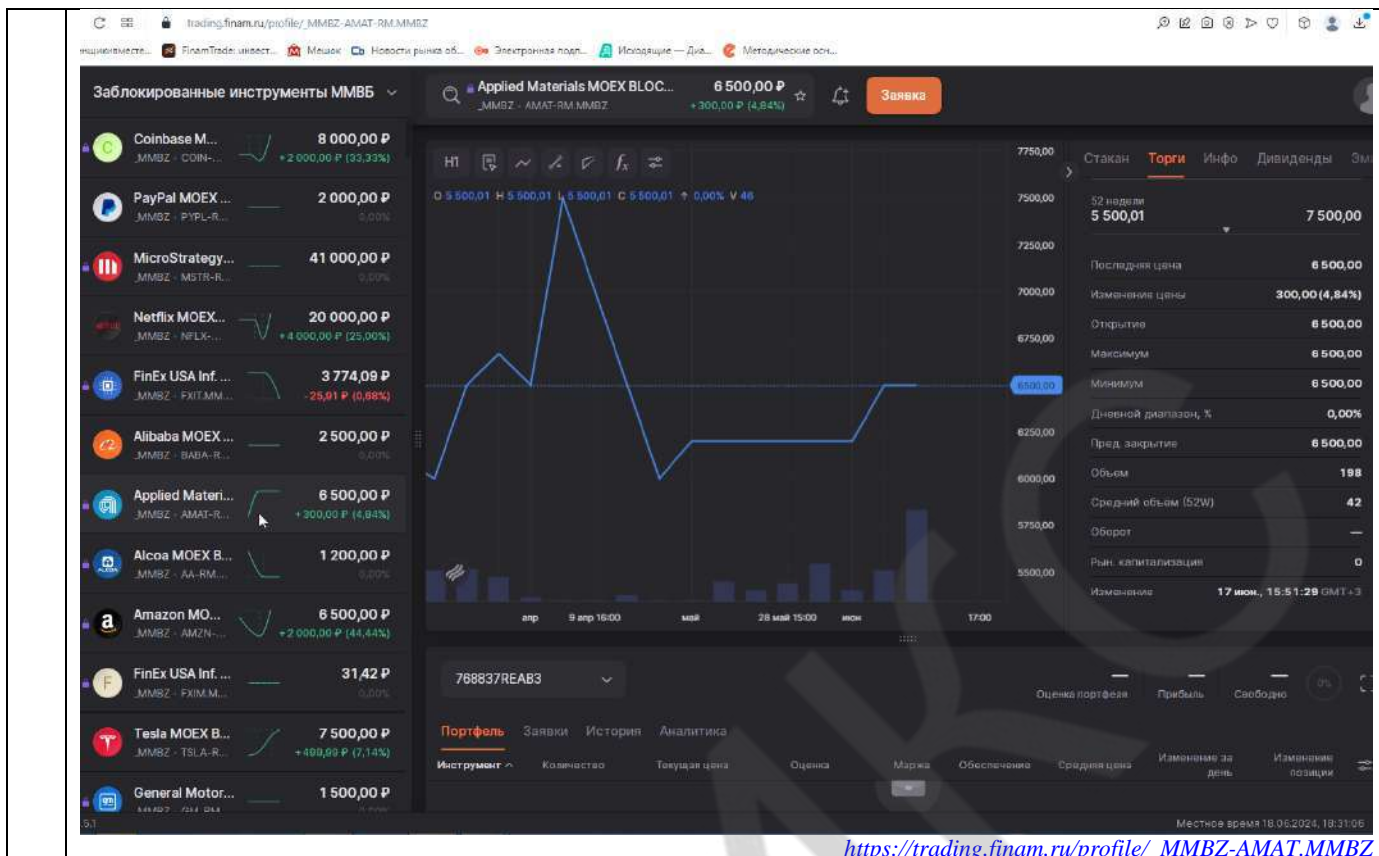 trading.finam.ru/profile/_MMBZ-AMAT-RM.MMBZ
FinamTrade: инвест...
Мешок
Новости рынка об...
Электронная подп...
Исходящие — Диа...
Методические осн...
Заблокированные инструменты ММВБ
Applied Materials MOEX BLOC...
_MMBZ - AMAT-RM.MMBZ
6 500,00 ₽
+ 300,00 ₽ (4,84%)
Заявка
Coinbase M...
_MMBZ - COIN-...
8 000,00 ₽
+2 000,00 ₽ (33,33%)
PayPal MOEX ...
_MMBZ - PYPL-R...
2 000,00 ₽
0,00%
MicroStrategy...
_MMBZ - MSTR-R...
41 000,00 ₽
0,00%
Netflix MOEX...
_MMBZ - NFLX-...
20 000,00 ₽
+4 000,00 ₽ (25,00%)
FinEx USA Inf. ...
_MMBZ - FXIT.MM...
3 774,09 ₽
-25,91 ₽ (0,68%)
Alibaba MOEX ...
_MMBZ - BABA-R...
2 500,00 ₽
0,00%
Applied Materi...
_MMBZ - AMAT-R...
6 500,00 ₽
+300,00 ₽ (4,84%)
Alcoa MOEX B...
_MMBZ - AA-RM....
1 200,00 ₽
0,00%
Amazon MO...
_MMBZ - AMZN-...
6 500,00 ₽
+2 000,00 ₽ (44,44%)
FinEx USA Inf. ...
_MMBZ - FXIM.M...
31,42 ₽
0,00%
Tesla MOEX B...
_MMBZ - TSLA-R...
7 500,00 ₽
+499,99 ₽ (7,14%)
General Motor...
1 500,00 ₽
H1
O 5 500,01 H 5 500,01 L 5 500,01 C 5 500,01 ↑ 0,00% V 46
7750,00
7500,00
7250,00
7000,00
6750,00
6500,00
6250,00
6000,00
5750,00
5500,00
апр
9 апр 16:00
май
28 май 15:00
июн
17:00
Стакан Торги Инфо Дивиденды
52 недели
5 500,01 7 500,00
Последняя цена 6 500,00
Изменение цены 300,00 (4,84%)
Открытие 6 500,00
Максимум 6 500,00
Минимум 6 500,00
Дневной диапазон, % 0,00%
Пред. закрытие 6 500,00
Объем 198
Средний объем (52W) 42
Оборот —
Рын. капитализация 0
Изменение 17 июн., 15:51:29 GMT+3
768837REAB3
Оценка портфеля
Прибыль
Свободно
0%
Портфель Заявки История Аналитика
Инструмент
Количество
Текущая цена
Оценка
Маржа
Обеспечение
Средняя цена
Изменение за день
Изменение позиции
Местное время 18.06.2024, 18:31:06
https://trading.finam.ru/profile/_MMBZ-AMAT.MMBZ